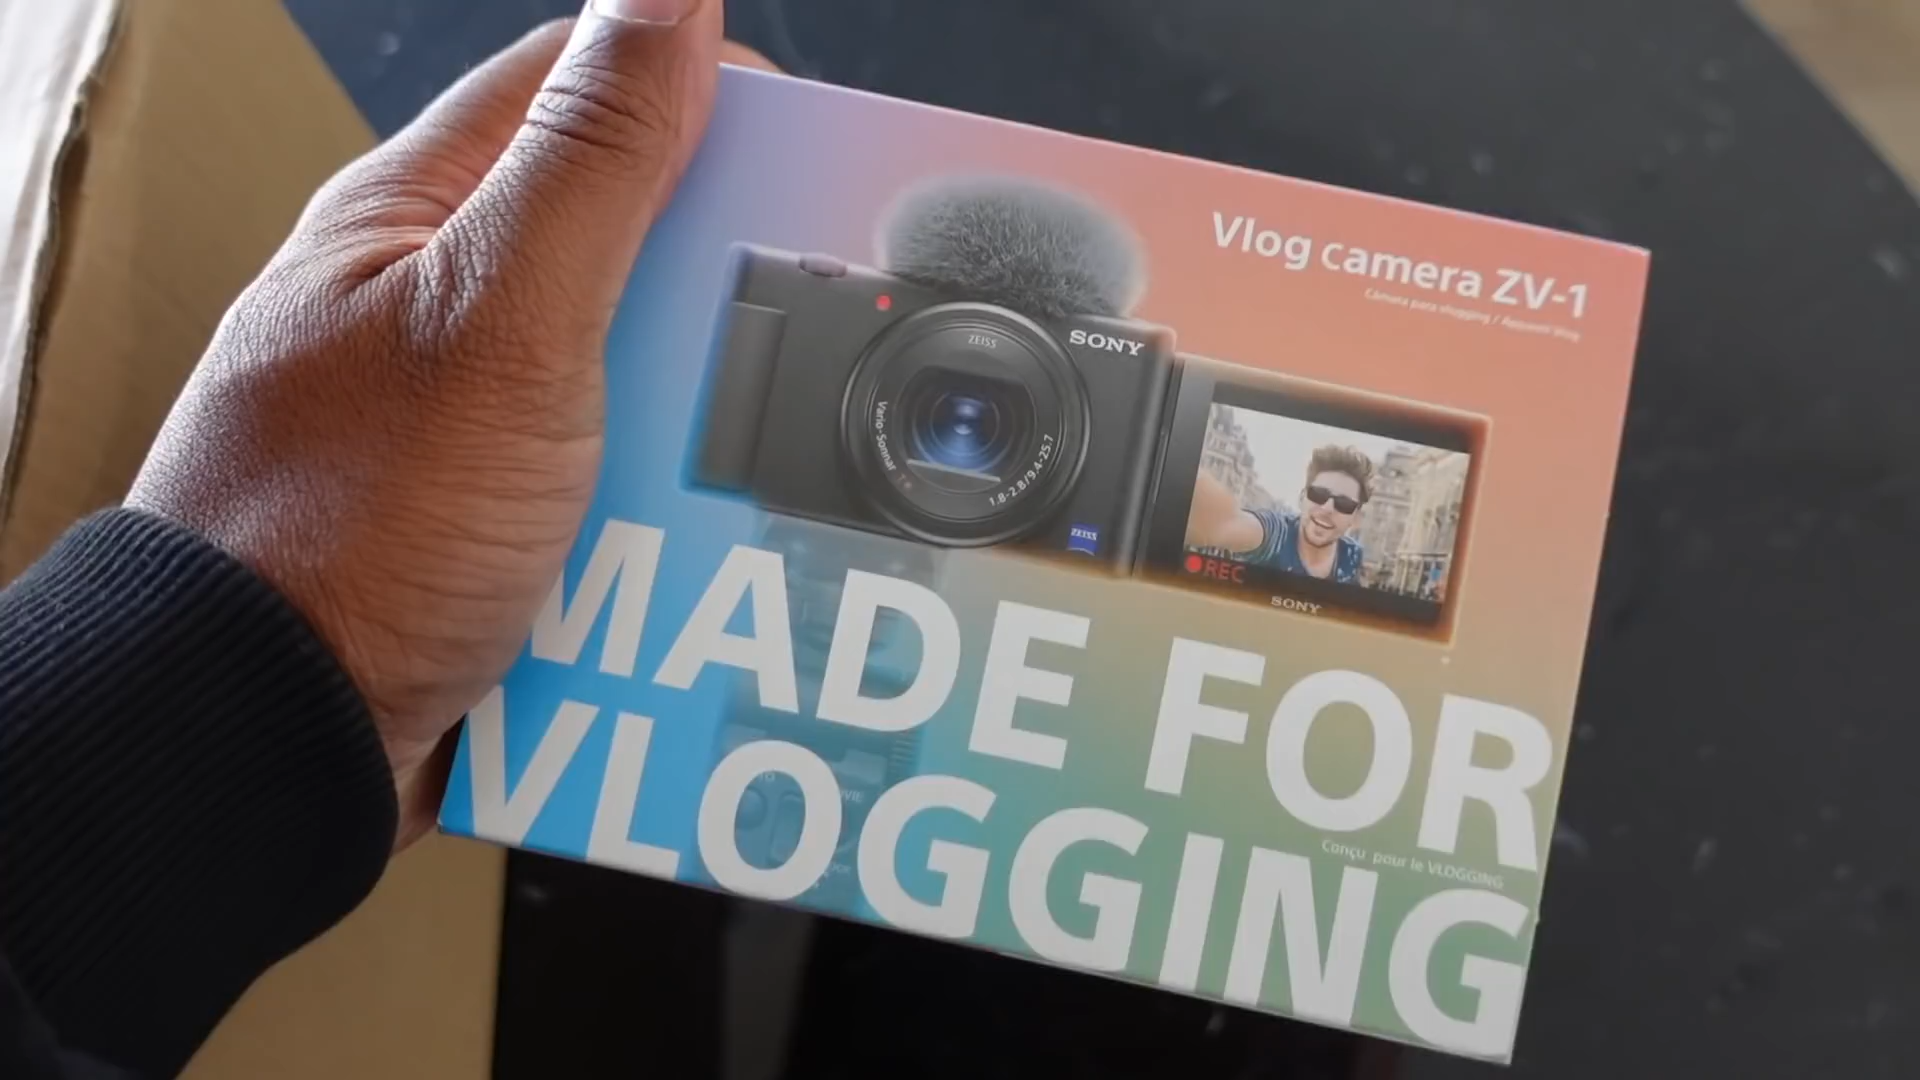 Vlog camera ZV-1
Cámara para vlogging / Appareil vlog
ZEISS
SONY
Vario-Sonnar T*
1.8-2.8/9.4-25.7
ZEISS
REC
SONY
MADE FOR
Conçu pour le VLOGGING
VLOGGING